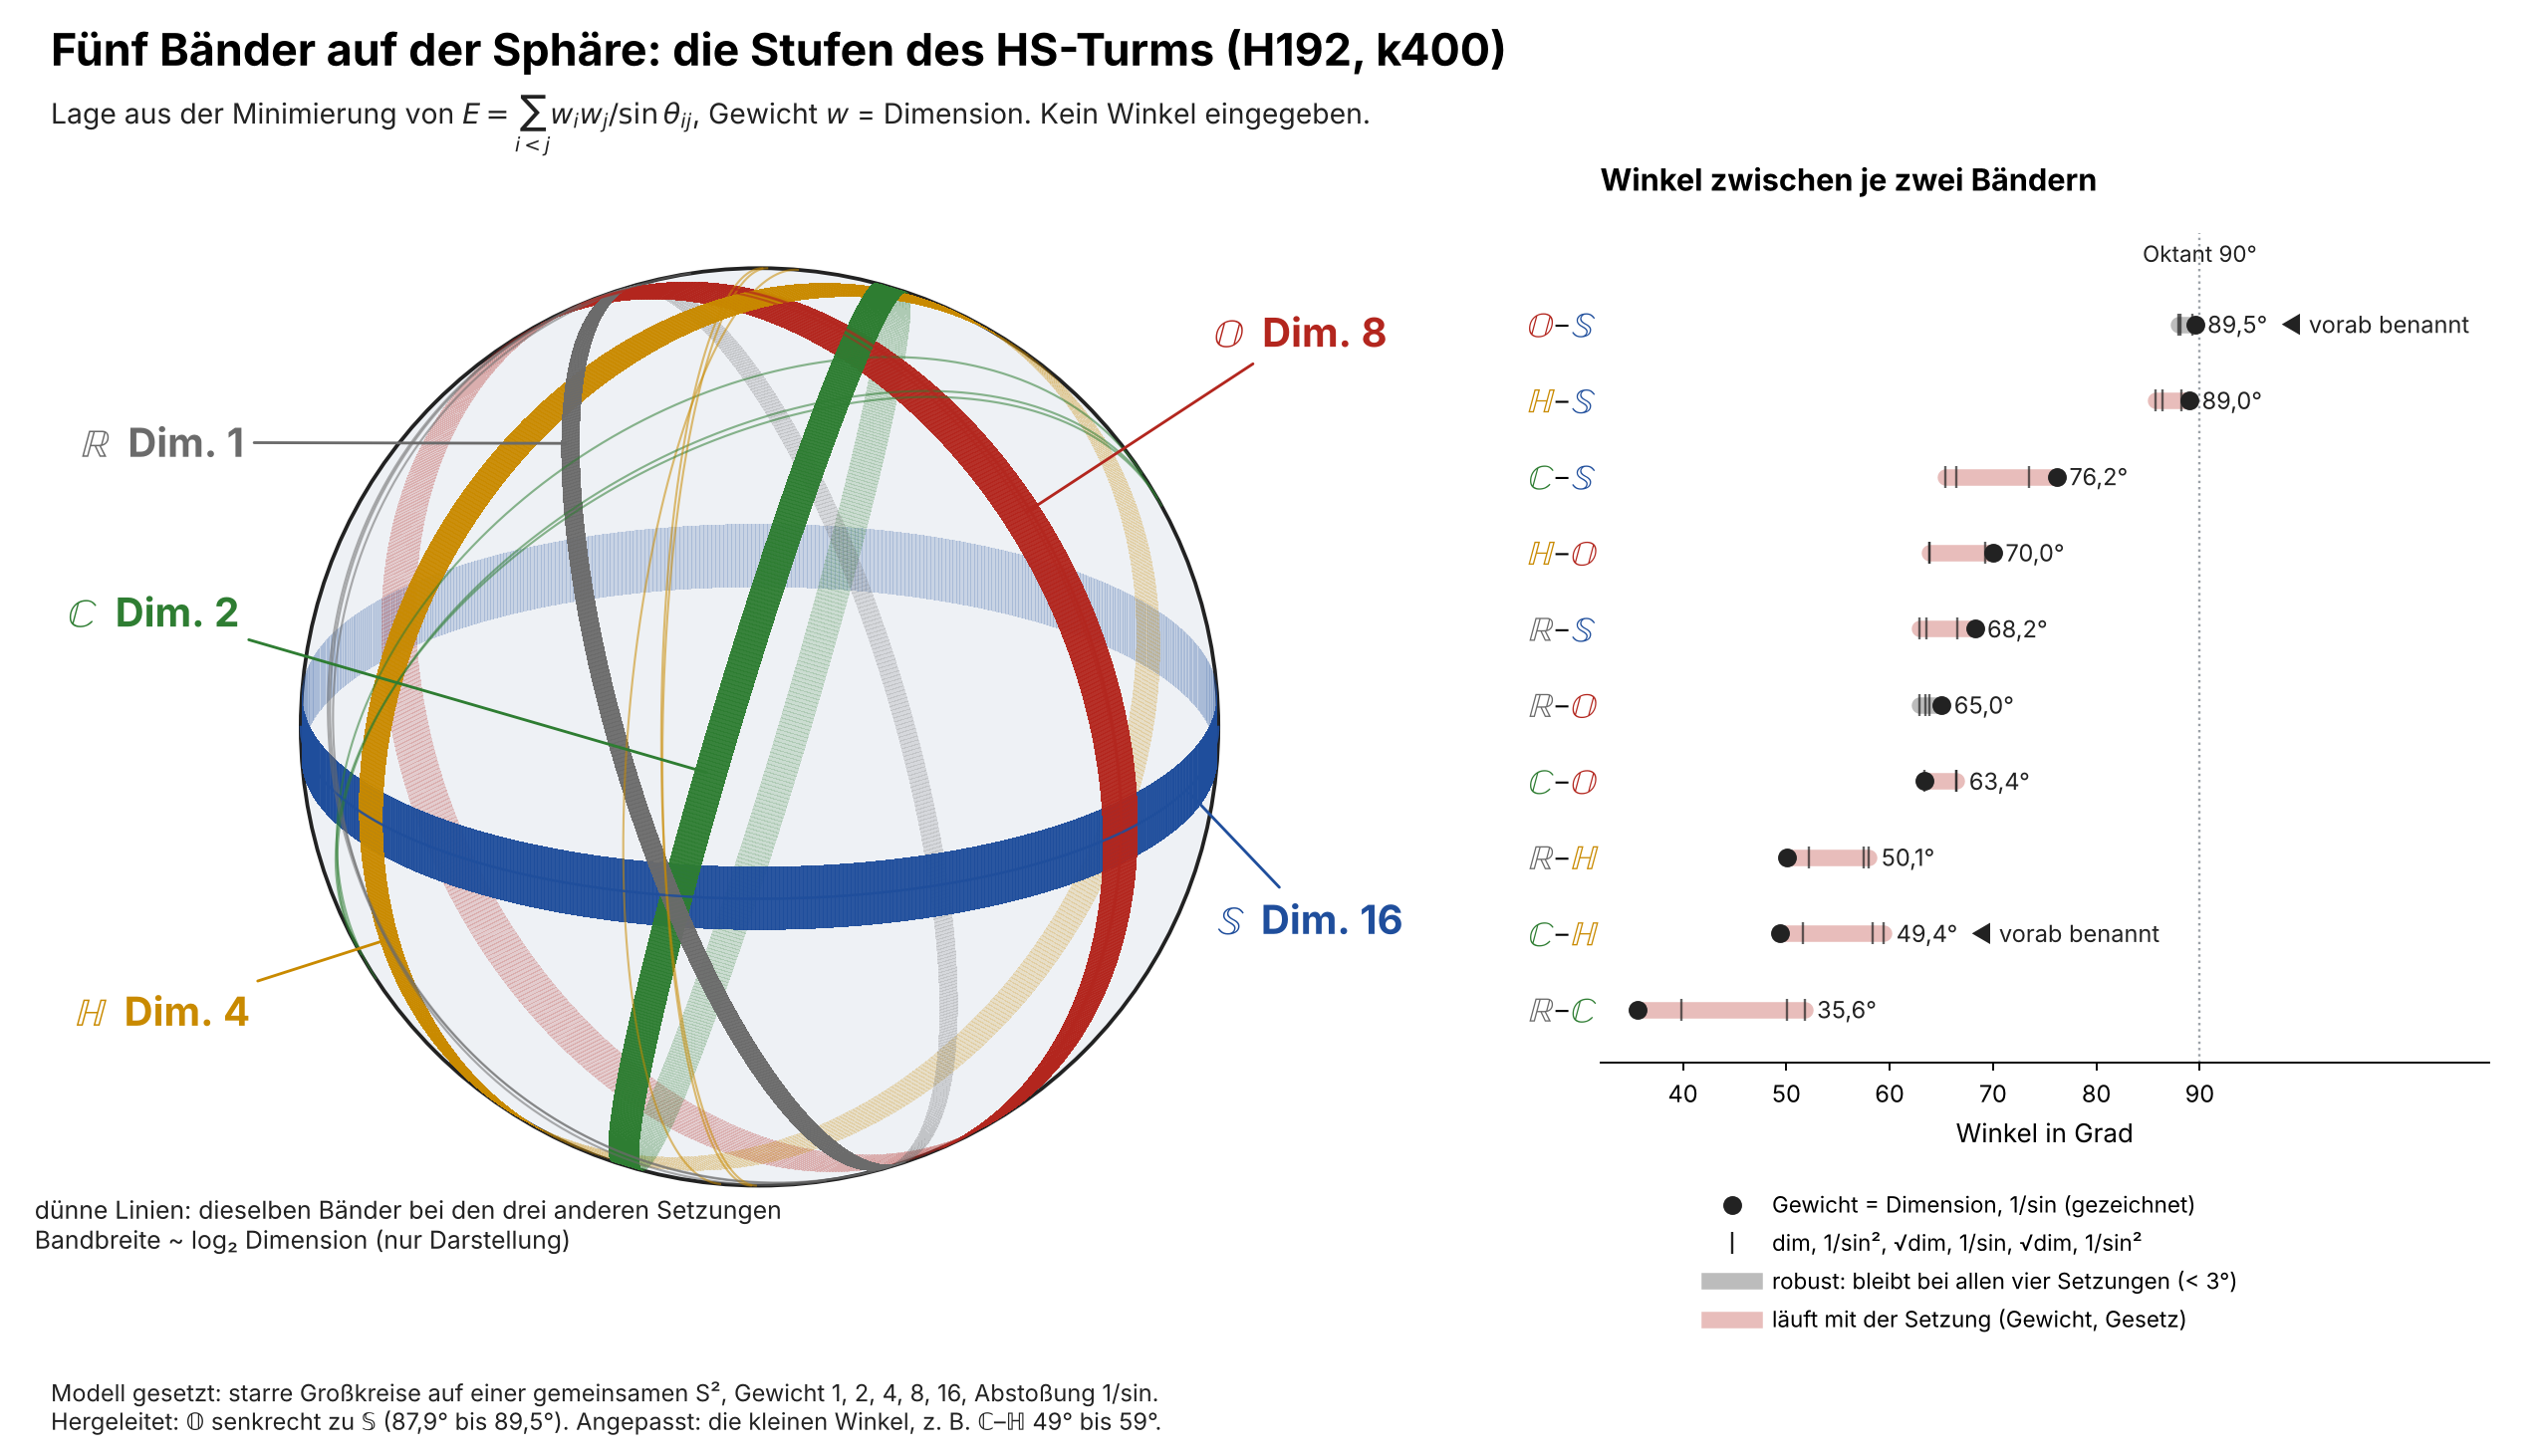 Fünf Bänder auf der Sphäre: die Stufen des HS-Turms (H192, k400)
Lage aus der Minimierung von E = ∑ i<j wᵢwⱼ/sin θᵢⱼ, Gewicht w = Dimension. Kein Winkel eingegeben.
Winkel zwischen je zwei Bändern
Oktant 90°
𝕆 Dim. 8
ℝ Dim. 1
ℂ Dim. 2
𝕊 Dim. 16
ℍ Dim. 4
𝕆–𝕊 89,5° ◀ vorab benannt
ℍ–𝕊 89,0°
ℂ–𝕊 76,2°
ℍ–𝕆 70,0°
ℝ–𝕊 68,2°
ℝ–𝕆 65,0°
ℂ–𝕆 63,4°
ℝ–ℍ 50,1°
ℂ–ℍ 49,4° ◀ vorab benannt
ℝ–ℂ 35,6°
40 50 60 70 80 90
Winkel in Grad
dünne Linien: dieselben Bänder bei den drei anderen Setzungen
Bandbreite ~ log₂ Dimension (nur Darstellung)
Gewicht = Dimension, 1/sin (gezeichnet)
dim, 1/sin², √dim, 1/sin, √dim, 1/sin²
robust: bleibt bei allen vier Setzungen (< 3°)
läuft mit der Setzung (Gewicht, Gesetz)
Modell gesetzt: starre Großkreise auf einer gemeinsamen S², Gewicht 1, 2, 4, 8, 16, Abstoßung 1/sin.
Hergeleitet: 𝕆 senkrecht zu 𝕊 (87,9° bis 89,5°). Angepasst: die kleinen Winkel, z. B. ℂ–ℍ 49° bis 59°.